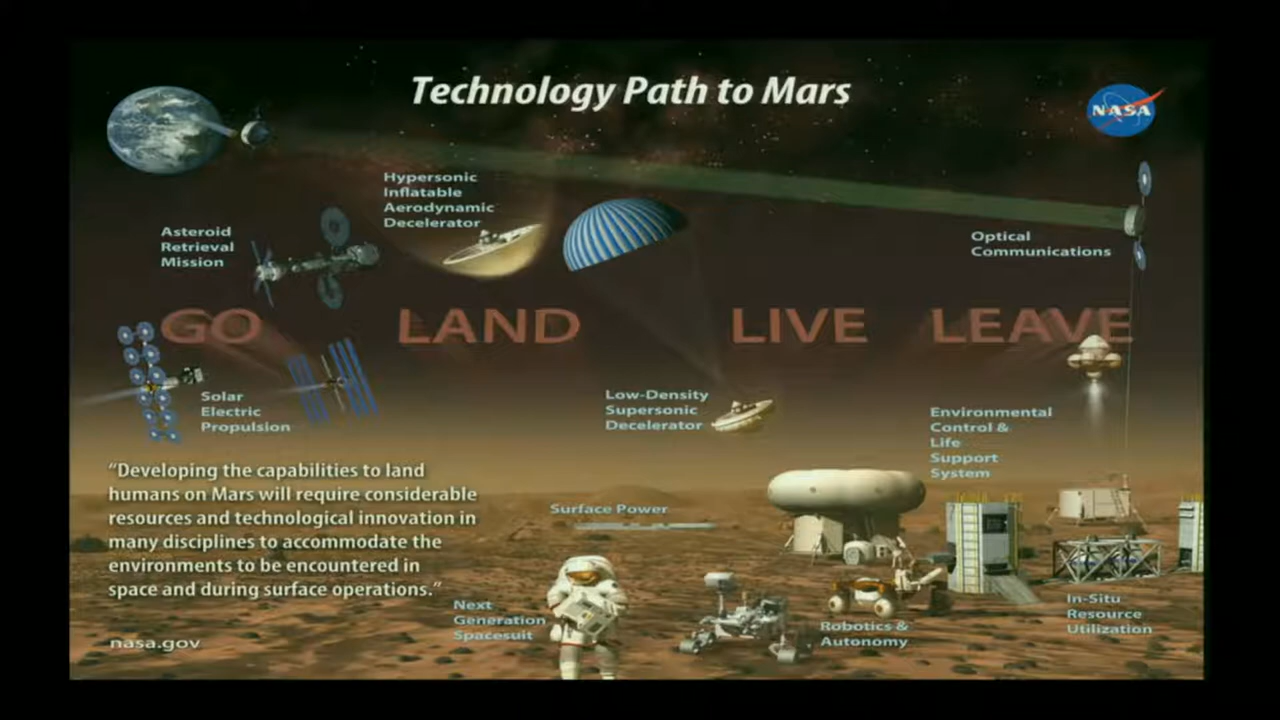 Technology Path to Mars
NASA
Hypersonic
Inflatable
Aerodynamic
Decelerator
Asteroid
Retrieval
Mission
Optical
Communications
GO
LAND
LIVE
LEAVE
Solar
Electric
Propulsion
Low-Density
Supersonic
Decelerator
Environmental
Control &
Life
Support
System
“Developing the capabilities to land
humans on Mars will require considerable
resources and technological innovation in
many disciplines to accommodate the
environments to be encountered in
space and during surface operations.”
Surface Power
Next
Generation
Spacesuit
Robotics &
Autonomy
In-Situ
Resource
Utilization
nasa.gov